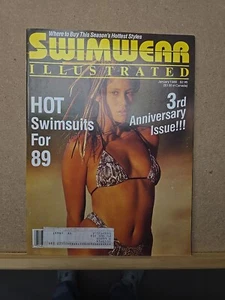 Where to Buy This Season's Hottest Styles
SWIMWEAR
ILLUSTRATED
HOT
Swimsuits
For
89
3rd
Anniversary
Issue!!!